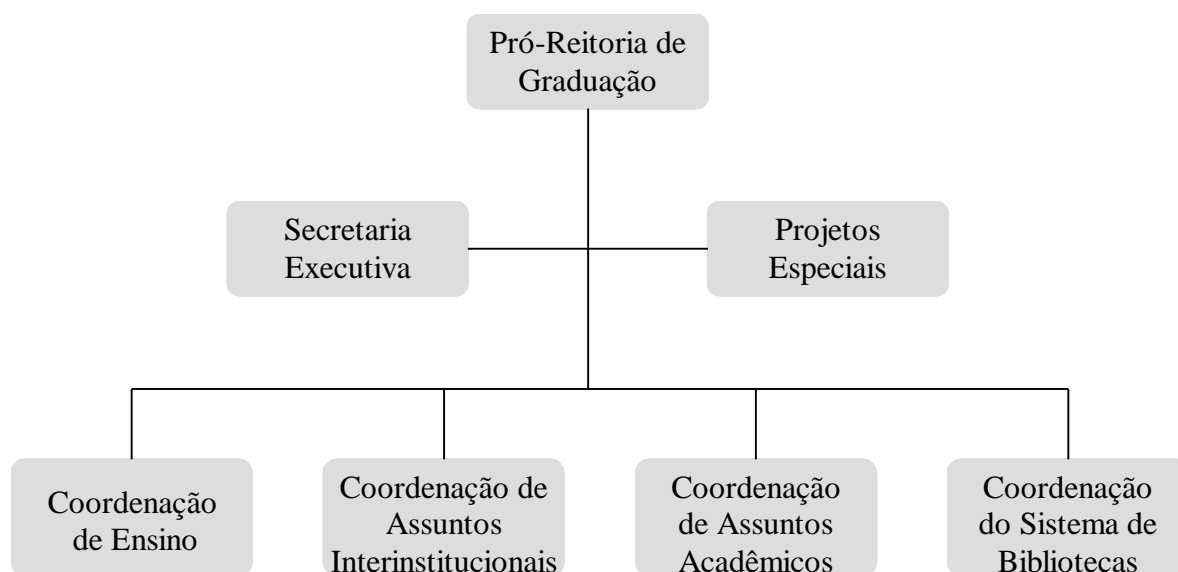 Pró-Reitoria de
Graduação
Secretaria
Executiva
Projetos
Especiais
Coordenação
de Ensino
Coordenação de
Assuntos
Interinstitucionais
Coordenação
de Assuntos
Acadêmicos
Coordenação
do Sistema de
Bibliotecas